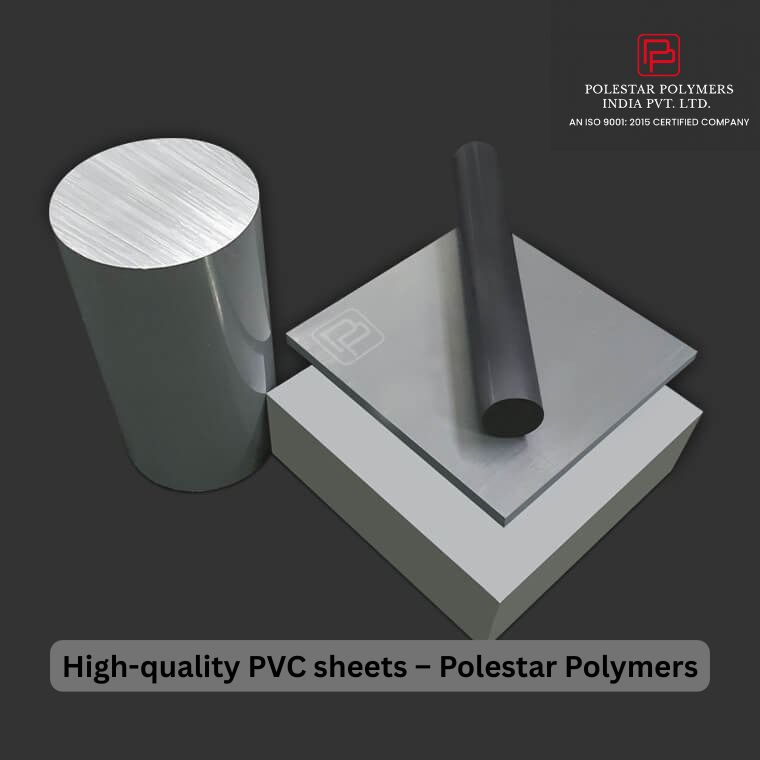 POLESTAR POLYMERS
INDIA PVT. LTD.
AN ISO 9001: 2015 CERTIFIED COMPANY
High-quality PVC sheets – Polestar Polymers